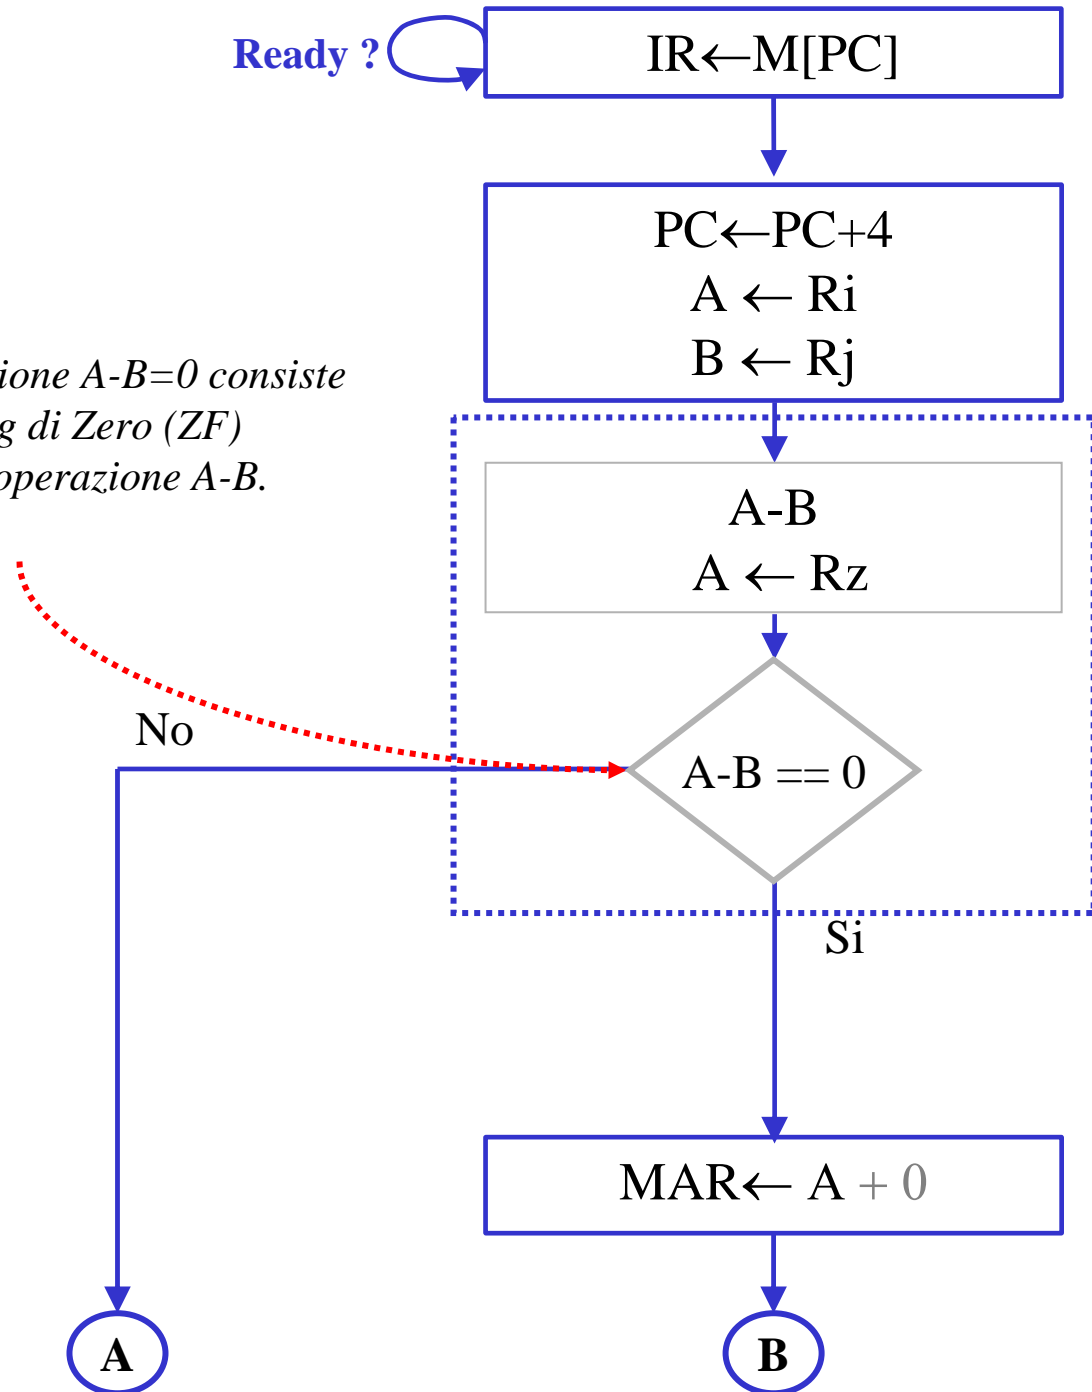 Ready ?
IR←M[PC]
PC←PC+4
A ← Ri
B ← Rj
ione A-B=0 consiste
g di Zero (ZF)
operazione A-B.
A-B
A ← Rz
No
A-B == 0
Si
MAR← A + 0
A
B